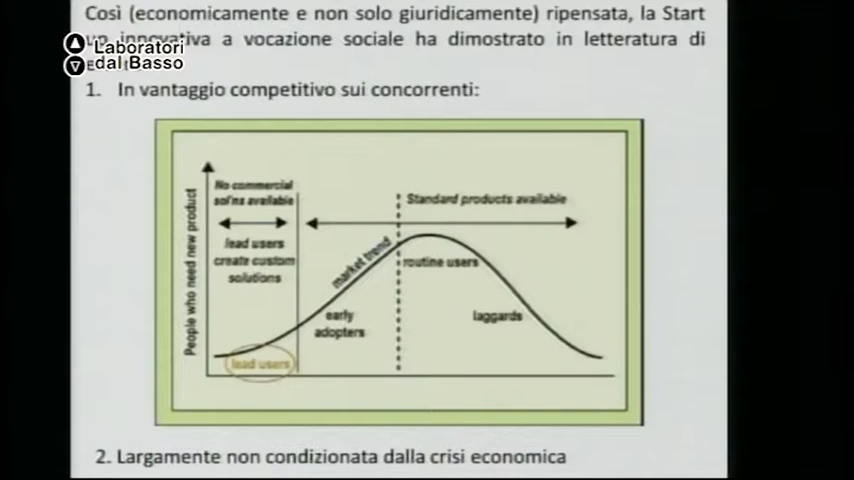 Così (economicamente e non solo giuridicamente) ripensata, la Start
up innovativa a vocazione sociale ha dimostrato in letteratura di
Laboratori
dal Basso
1. In vantaggio competitivo sui concorrenti:
No commercial
sol'ns available
Standard products available
lead users
create custom
solutions
market trend
routine users
People who need new product
early
adopters
laggards
lead users
2. Largamente non condizionata dalla crisi economica